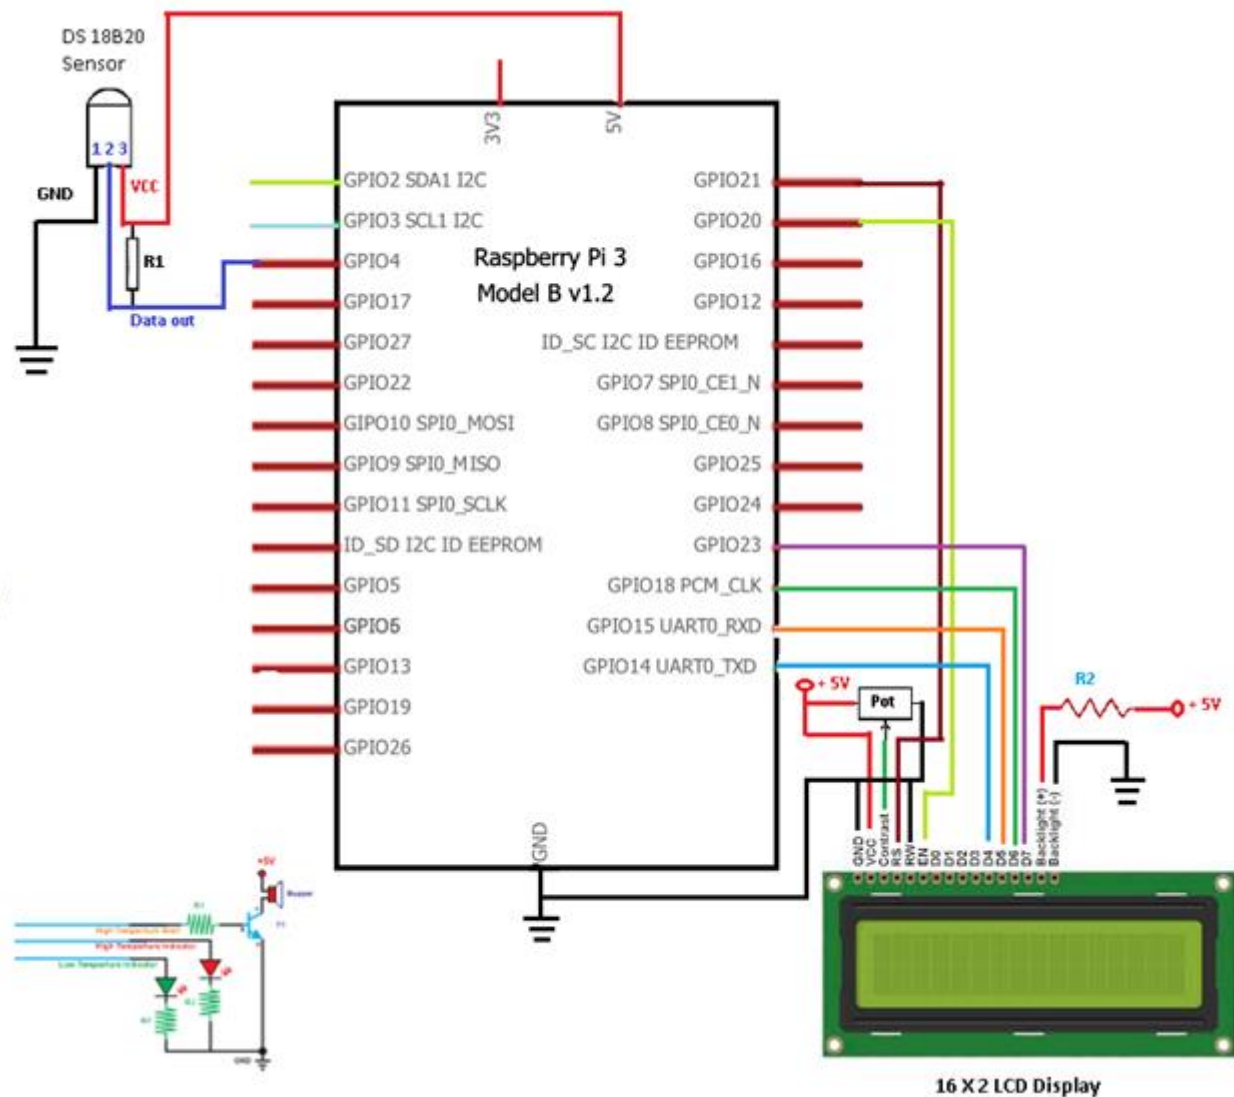 DS 18B20
Sensor
1 2 3
VCC
GND
R1
Data out
3V3
5V
GPIO2 SDA1 I2C
GPIO3 SCL1 I2C
GPIO4
GPIO17
GPIO27
GPIO22
GIPO10 SPI0_MOSI
GPIO9 SPI0_MISO
GPIO11 SPI0_SCLK
ID_SD I2C ID EEPROM
GPIO5
GPIO6
GPIO13
GPIO19
GPIO26
Raspberry Pi 3
Model B v1.2
GPIO21
GPIO20
GPIO16
GPIO12
ID_SC I2C ID EEPROM
GPIO7 SPI0_CE1_N
GPIO8 SPI0_CE0_N
GPIO25
GPIO24
GPIO23
GPIO18 PCM_CLK
GPIO15 UART0_RXD
GPIO14 UART0_TXD
GND
+ 5V
Pot
R2
+ 5V
GND
VCC
Contrast
RS
RW
EN
D0
D1
D2
D3
D4
D5
D6
D7
Backlight (+)
Backlight (-)
16 X 2 LCD Display
+5V
Buzzer
High Temperture
High Temperture Indicator
Low Temperture Indicator
GND